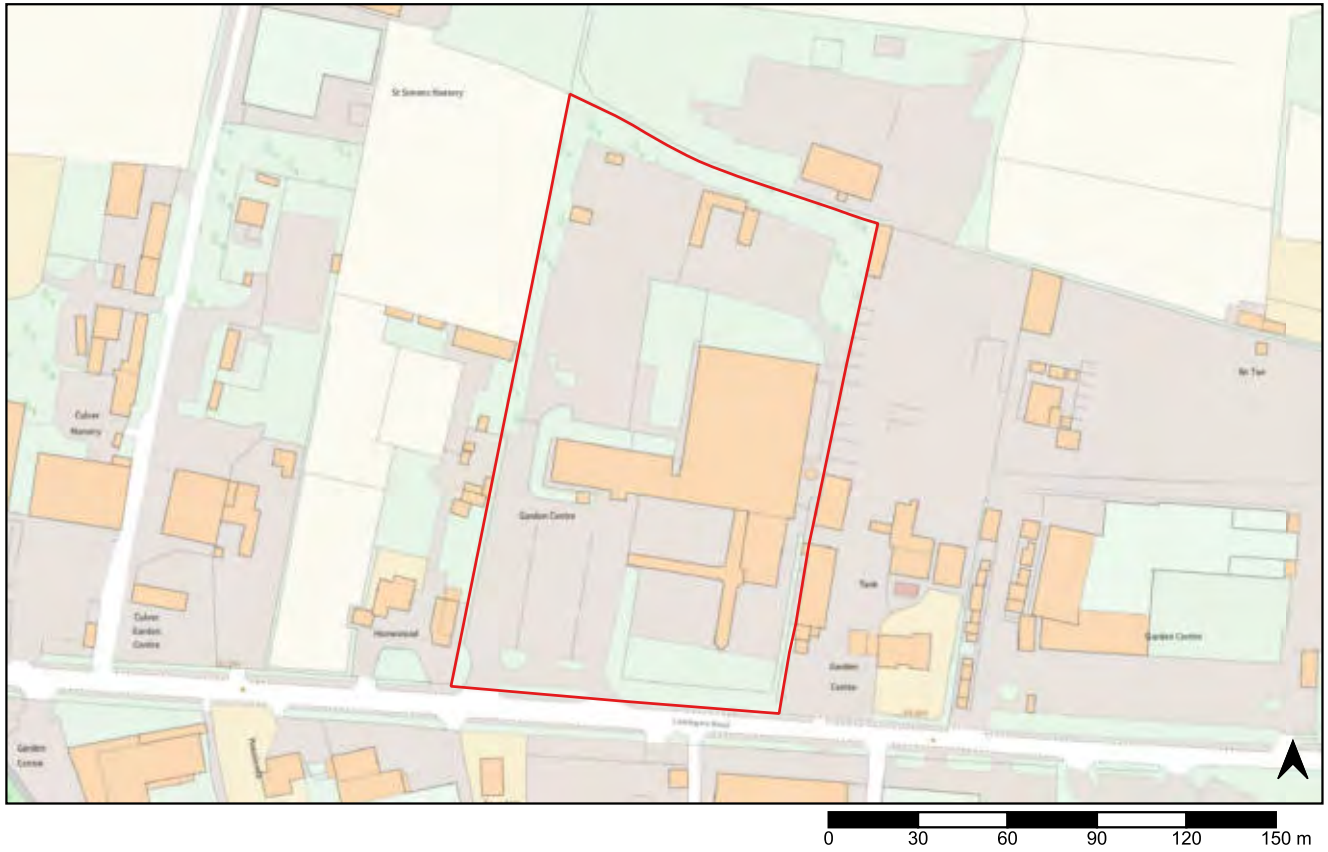 St Simons Nursery
Culver
Nursery
Garden Centre
Tank
Homewood
Culver
Garden
Centre
Garden
Centre
Garden Centre
Garden
Centre
0 30 60 90 120 150 m